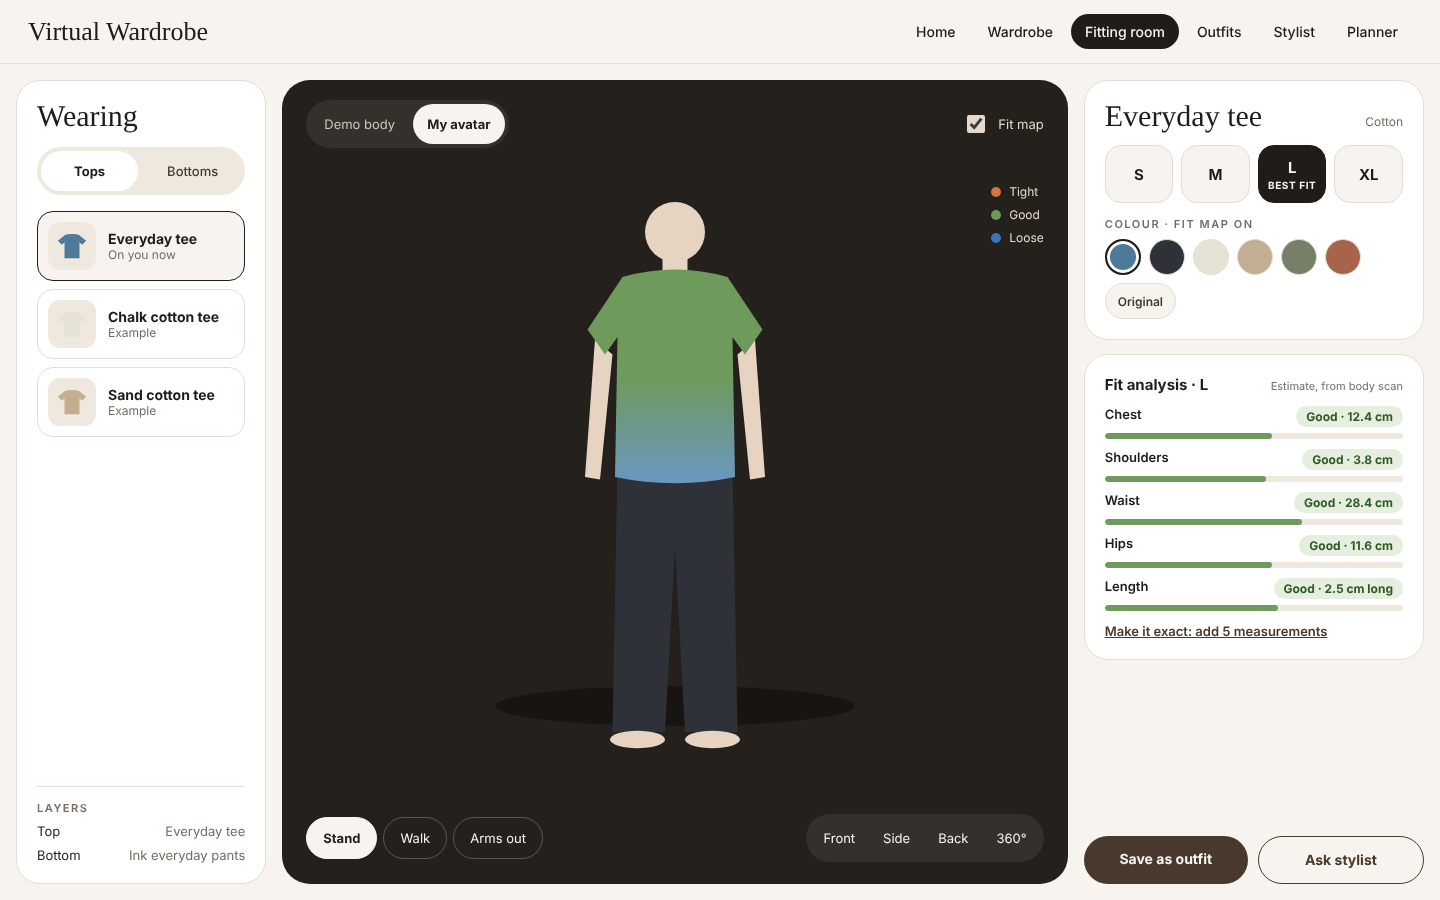 Virtual Wardrobe
Home
Wardrobe
Fitting room
Outfits
Stylist
Planner
Wearing
Tops
Bottoms
Everyday tee
On you now
Chalk cotton tee
Example
Sand cotton tee
Example
LAYERS
Top
Everyday tee
Bottom
Ink everyday pants
Demo body
My avatar
Fit map
Tight
Good
Loose
Stand
Walk
Arms out
Front
Side
Back
360°
Everyday tee
Cotton
S
M
L
BEST FIT
XL
COLOUR · FIT MAP ON
Original
Fit analysis · L
Estimate, from body scan
Chest
Good · 12.4 cm
Shoulders
Good · 3.8 cm
Waist
Good · 28.4 cm
Hips
Good · 11.6 cm
Length
Good · 2.5 cm long
Make it exact: add 5 measurements
Save as outfit
Ask stylist